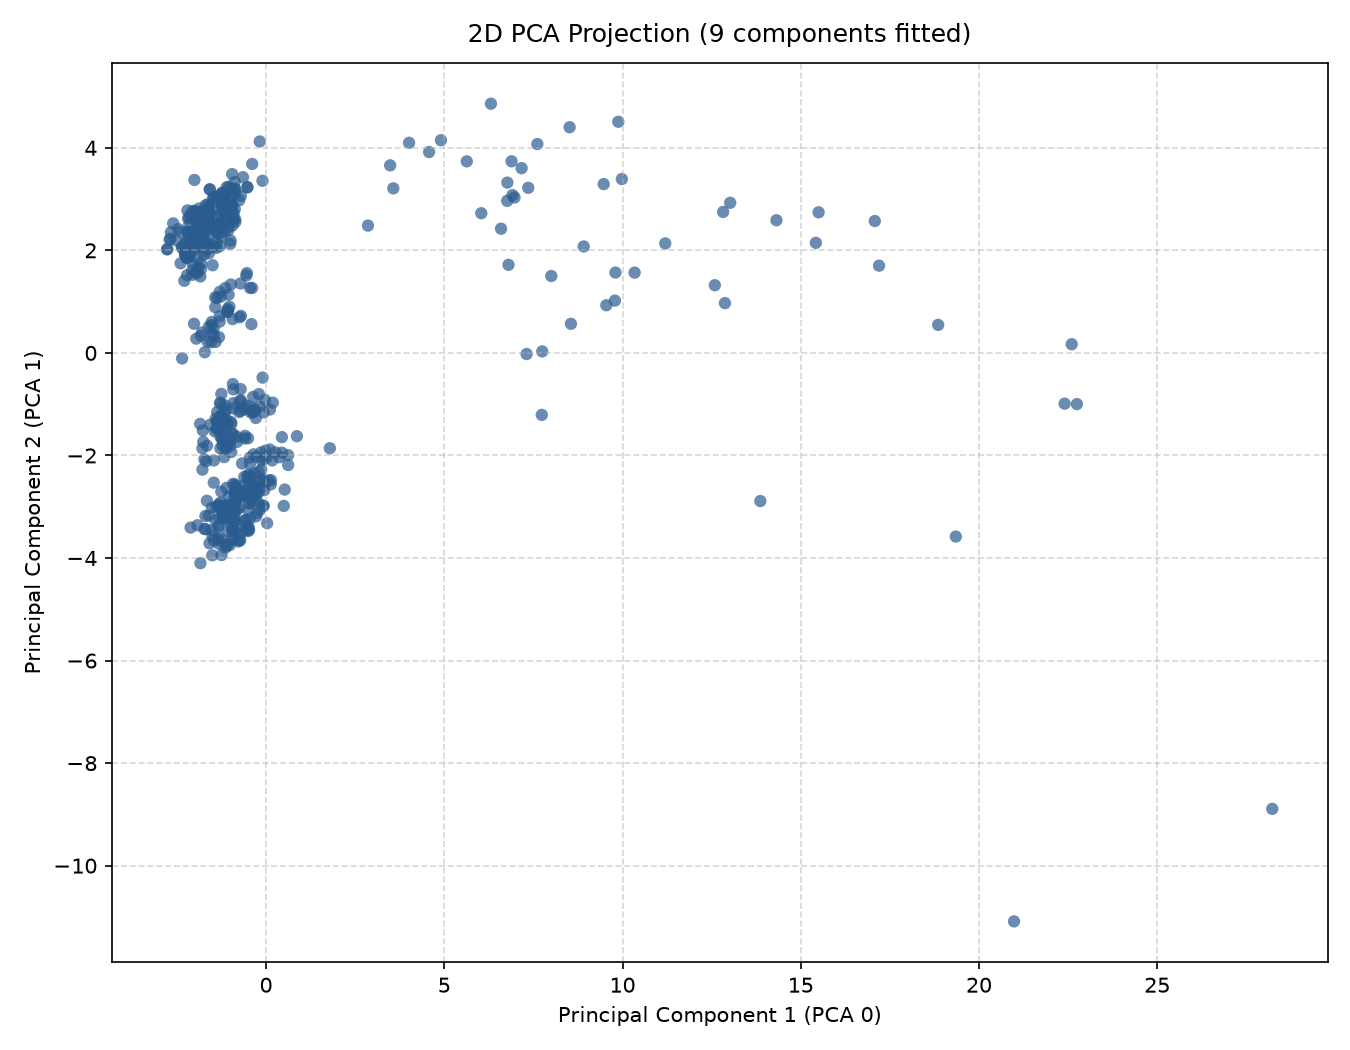 2D PCA Projection (9 components fitted)
Principal Component 2 (PCA 1)
4
2
0
−2
−4
−6
−8
−10
0 5 10 15 20 25
Principal Component 1 (PCA 0)